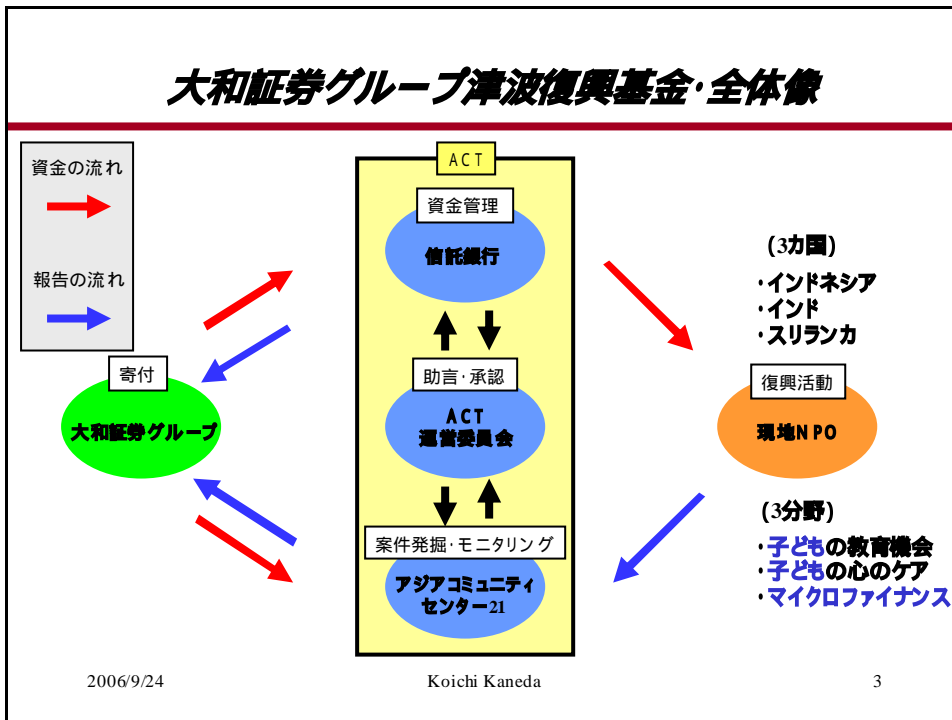 大和証券グループ津波復興基金･全体像
資金の流れ
報告の流れ
寄付
大和証券グループ
ACT
資金管理
信託銀行
助言･承認
ACT
運営委員会
案件発掘･モニタリング
アジアコミュニティ
センター21
(3カ国)
･インドネシア
･インド
･スリランカ
復興活動
現地NPO
(3分野)
･子どもの教育機会
･子どもの心のケア
･マイクロファイナンス
2006/9/24
Koichi Kaneda
3